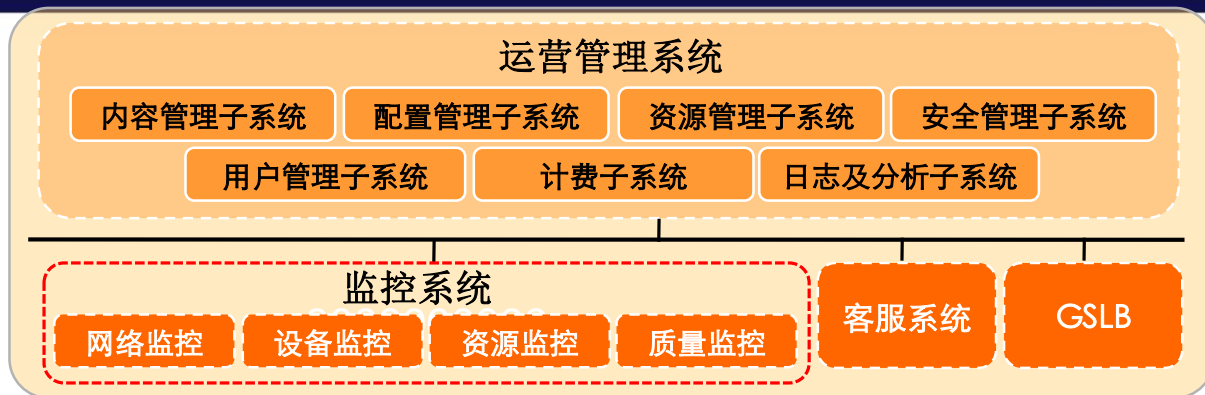 运营管理系统
内容管理子系统 配置管理子系统 资源管理子系统 安全管理子系统
用户管理子系统 计费子系统 日志及分析子系统
监控系统
网络监控 设备监控 资源监控 质量监控 客服系统 GSLB